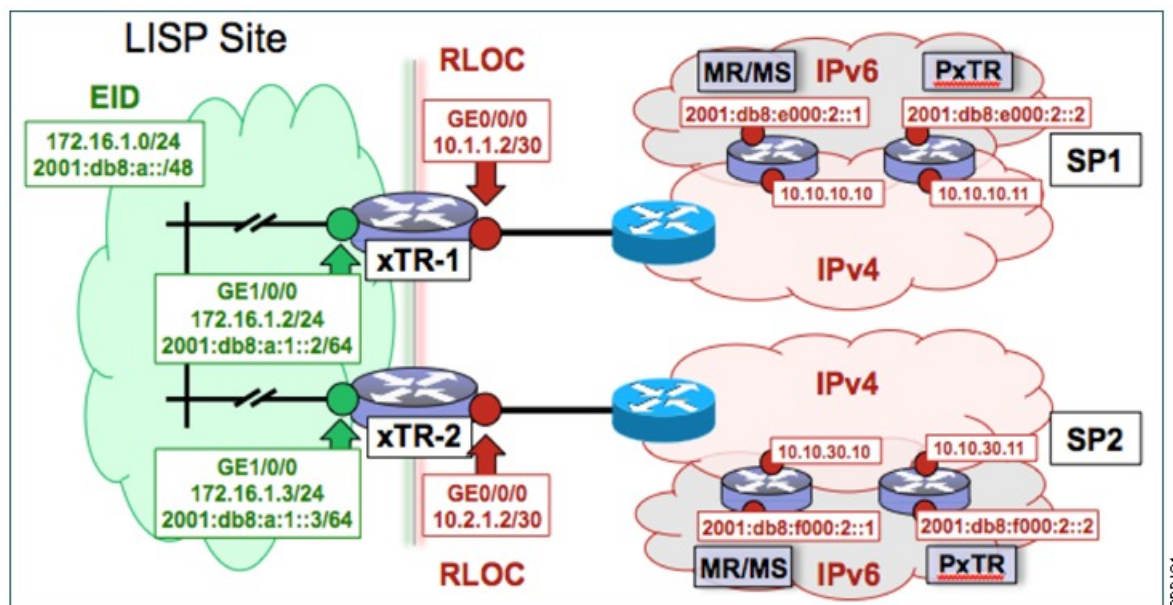 LISP Site
EID
172.16.1.0/24
2001:db8:a::/48
RLOC
GE0/0/0
10.1.1.2/30
xTR-1
GE1/0/0
172.16.1.2/24
2001:db8:a:1::2/64
MR/MS
IPv6
PxTR
2001:db8:e000:2::1
2001:db8:e000:2::2
SP1
10.10.10.10
10.10.10.11
IPv4
xTR-2
GE1/0/0
172.16.1.3/24
2001:db8:a:1::3/64
GE0/0/0
10.2.1.2/30
RLOC
IPv4
10.10.30.10
10.10.30.11
SP2
2001:db8:f000:2::1
2001:db8:f000:2::2
MR/MS
IPv6
PxTR